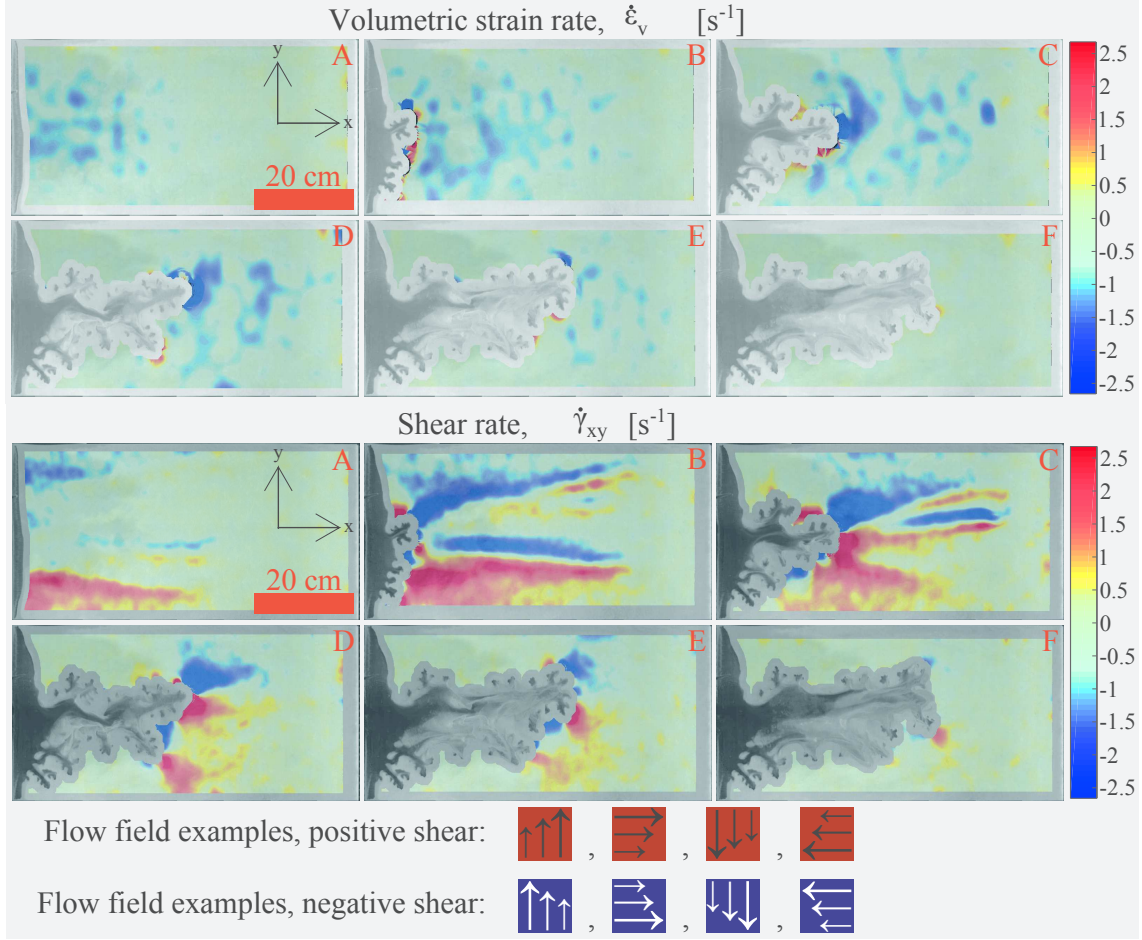 Volumetric strain rate, ε̇v [s-1]
A
B
C
y
x
20 cm
D
E
F
2.5
2
1.5
1
0.5
0
-0.5
-1
-1.5
-2
-2.5
Shear rate, γ̇xy [s-1]
A
B
C
y
x
20 cm
D
E
F
2.5
2
1.5
1
0.5
0
-0.5
-1
-1.5
-2
-2.5
Flow field examples, positive shear: , , ,
Flow field examples, negative shear: , , ,